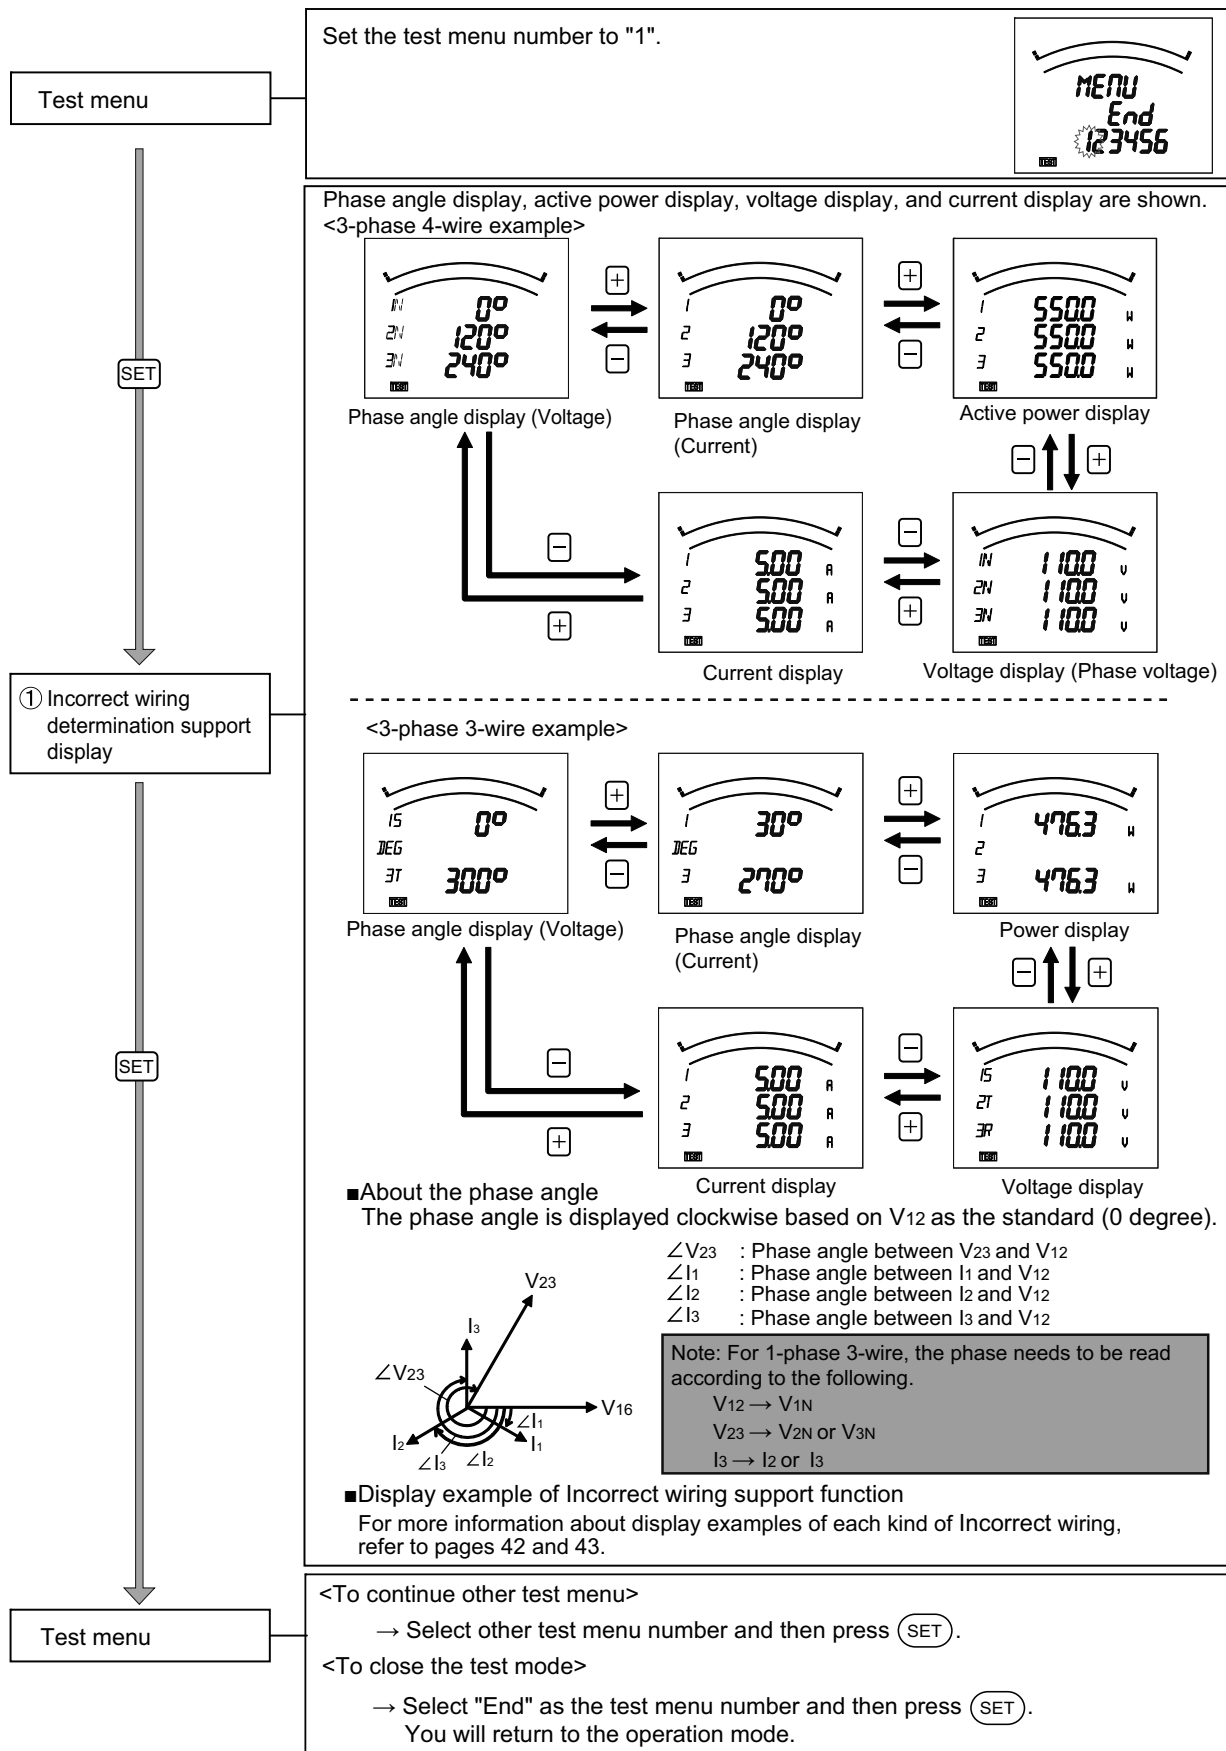 Set the test menu number to "1".
Test menu
MENU
End
123456
TEST
SET
Phase angle display, active power display, voltage display, and current display are shown.
<3-phase 4-wire example>
1N 0°
2N 120°
3N 240°
TEST
+
−
1 0°
2 120°
3 240°
TEST
+
−
1 550.0 W
2 550.0 W
3 550.0 W
TEST
Phase angle display (Voltage)
Phase angle display
(Current)
Active power display
− +
−
+
1 5.00 A
2 5.00 A
3 5.00 A
TEST
−
+
1N 110.0 V
2N 110.0 V
3N 110.0 V
TEST
Current display
Voltage display (Phase voltage)
① Incorrect wiring
determination support
display
SET
<3-phase 3-wire example>
1S 0°
DEG
3T 300°
TEST
+
−
1 30°
DEG
3 270°
TEST
+
−
1 476.3 W
2
3 476.3 W
TEST
Phase angle display (Voltage)
Phase angle display
(Current)
Power display
− +
−
+
1 5.00 A
2 5.00 A
3 5.00 A
TEST
−
+
1S 110.0 V
2T 110.0 V
3R 110.0 V
TEST
Current display
Voltage display
■About the phase angle
The phase angle is displayed clockwise based on V12 as the standard (0 degree).
∠V23 : Phase angle between V23 and V12
∠I1 : Phase angle between I1 and V12
∠I2 : Phase angle between I2 and V12
∠I3 : Phase angle between I3 and V12
V23
I3
∠V23
V16
∠I1
I2
I1
∠I3 ∠I2
Note: For 1-phase 3-wire, the phase needs to be read
according to the following.
V12 → V1N
V23 → V2N or V3N
I3 → I2 or I3
■Display example of Incorrect wiring support function
For more information about display examples of each kind of Incorrect wiring,
refer to pages 42 and 43.
Test menu
<To continue other test menu>
→ Select other test menu number and then press SET.
<To close the test mode>
→ Select "End" as the test menu number and then press SET.
You will return to the operation mode.